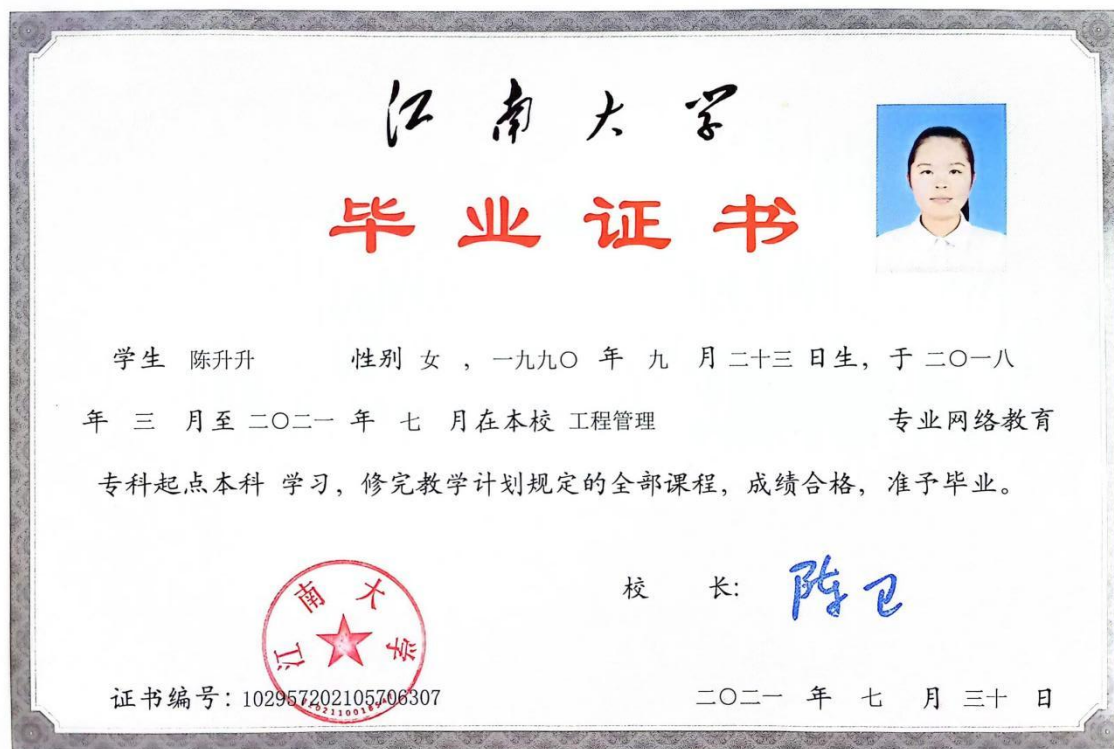 江南大学
毕业证书
学生 陈升升 性别 女 ，一九九〇 年 九 月 二十三 日生，于 二〇一八
年 三 月至 二〇二一 年 七 月在本校 工程管理 专业网络教育
专科起点本科 学习，修完教学计划规定的全部课程，成绩合格，准予毕业。
江南大学
校 长： 陈卫
证书编号：102957202105706307
二〇二一 年 七 月 三十 日